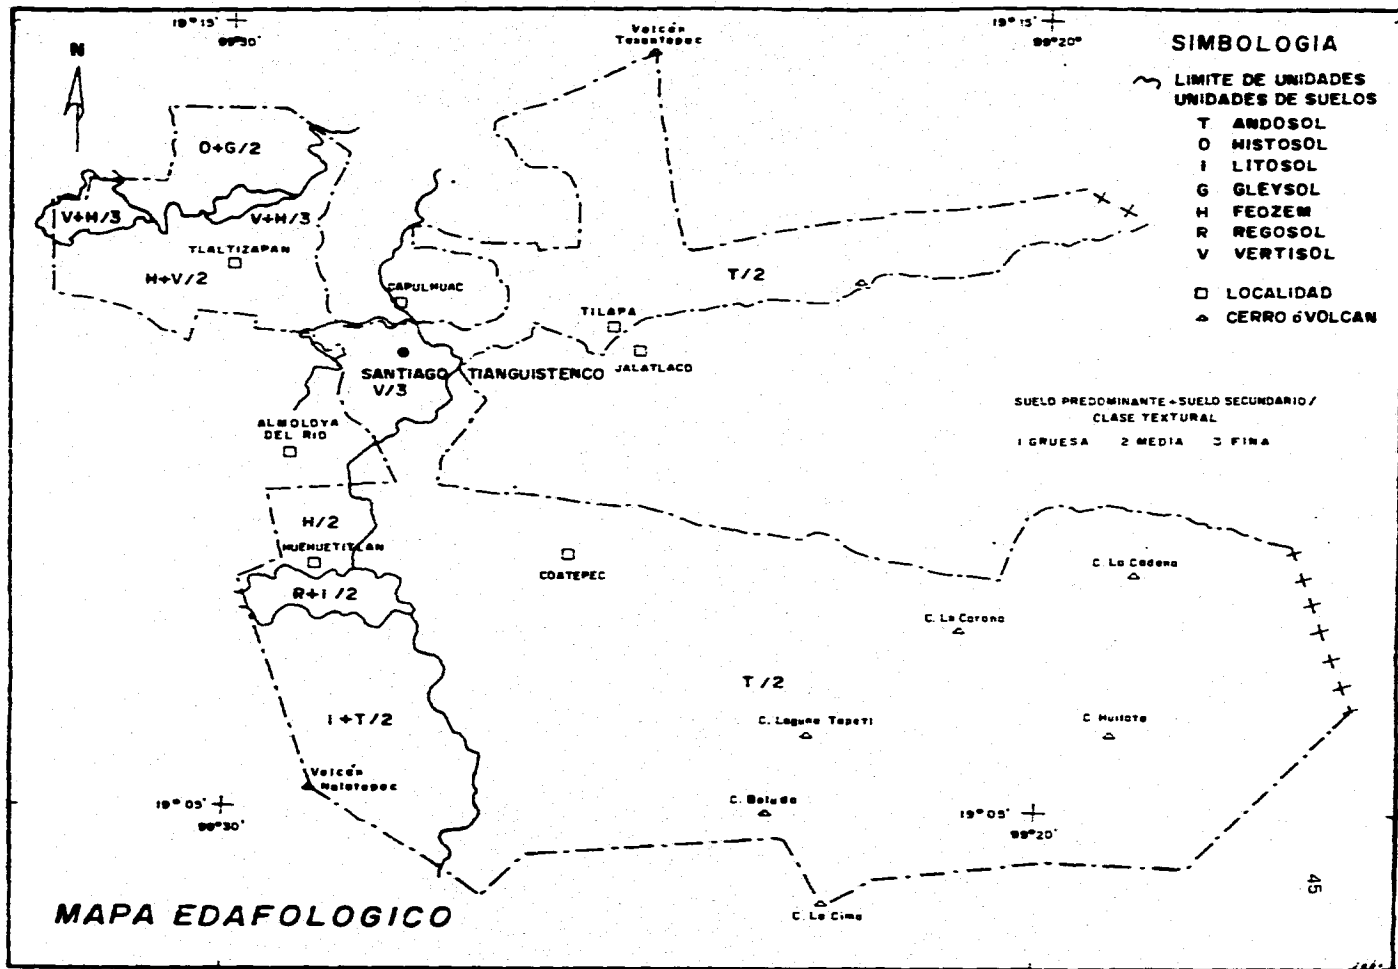 19° 15'
99° 30'
19° 15'
99° 20'
N
Volcán
SIMBOLOGIA
LIMITE DE UNIDADES
UNIDADES DE SUELOS
T ANDOSOL
O HISTOSOL
I LITOSOL
G GLEYSOL
H FEOZEM
R REGOSOL
V VERTISOL
LOCALIDAD
CERRO ó VOLCAN
SUELO PREDOMINANTE + SUELO SECUNDARIO /
CLASE TEXTURAL
1 GRUESA 2 MEDIA 3 FINA
O+G/2
V+H/3
V+H/3
TLALTIZAPAN
H+V/2
CAPULHUAC
T/2
TILAPA
JALATLACO
SANTIAGO TIANGUISTENCO
V/3
ALMOLOYA
DEL RIO
H/2
HUEHUETITLAN
COATEPEC
R+I/2
C. La Cadena
C. La Corona
T/2
I+T/2
C. Laguna Tepeti
C. Huilote
Volcán
C. Boludo
19° 05'
99° 30'
19° 05'
99° 20'
C. La Cima
45
MAPA EDAFOLOGICO